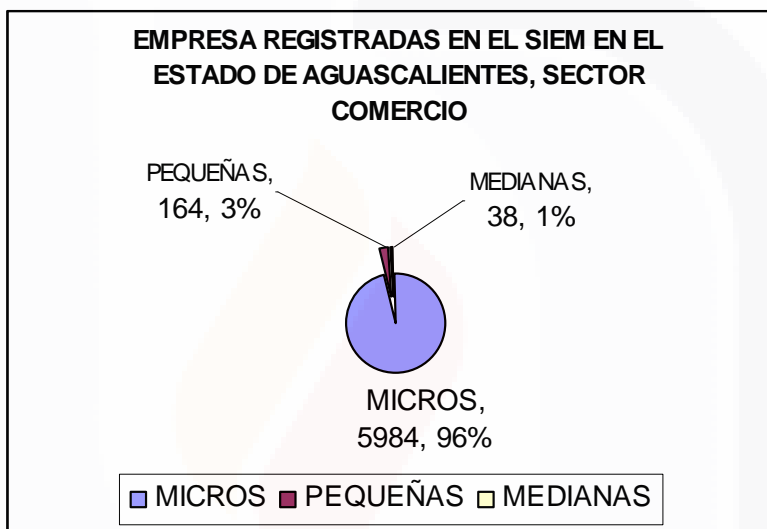 EMPRESA REGISTRADAS EN EL SIEM EN EL
ESTADO DE AGUASCALIENTES, SECTOR
COMERCIO
PEQUEÑAS,
164, 3%
MEDIANAS,
38, 1%
MICROS,
5984, 96%
MICROS PEQUEÑAS MEDIANAS